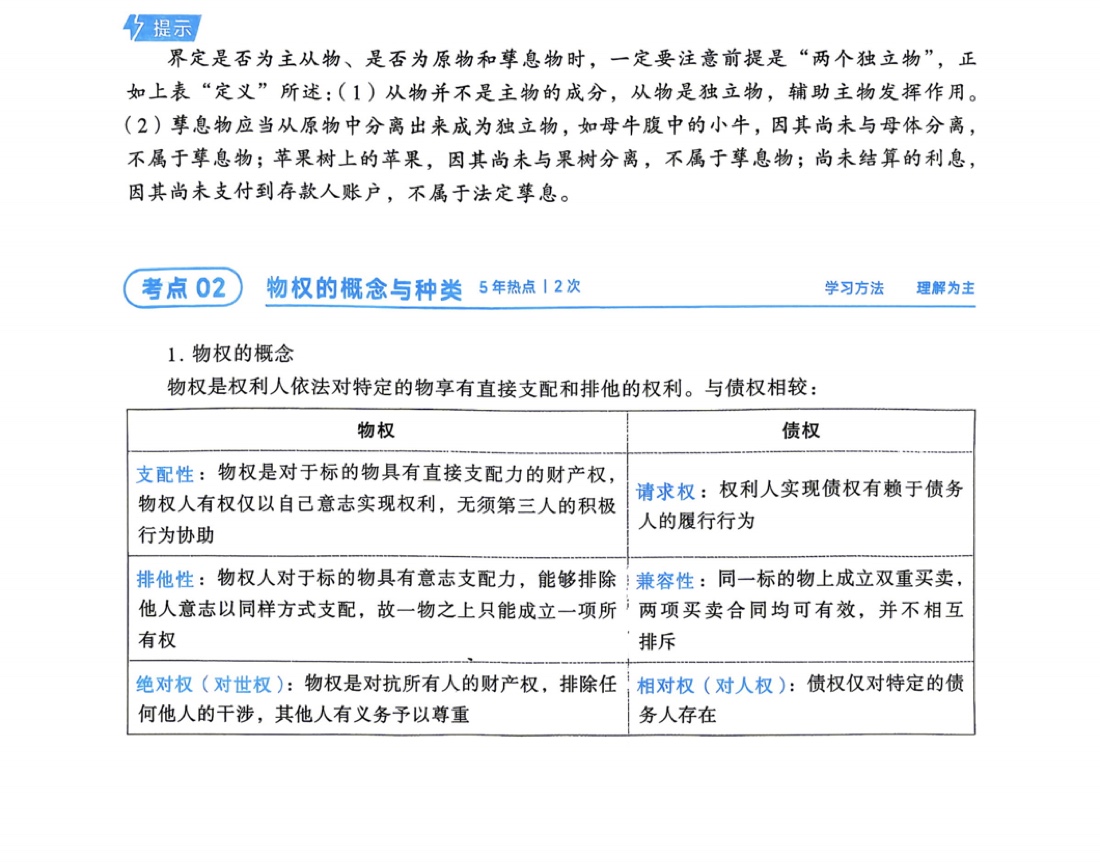 提示
界定是否为主从物、是否为原物和孳息物时，一定要注意前提是“两个独立物”，正
如上表“定义”所述：（1）从物并不是主物的成分，从物是独立物，辅助主物发挥作用。
（2）孳息物应当从原物中分离出来成为独立物，如母牛腹中的小牛，因其尚未与母体分离，
不属于孳息物；苹果树上的苹果，因其尚未与果树分离，不属于孳息物；尚未结算的利息，
因其尚未支付到存款人账户，不属于法定孳息。
考点 02 物权的概念与种类 5年热点 | 2次 学习方法 理解为主
1. 物权的概念
物权是权利人依法对特定的物享有直接支配和排他的权利。与债权相较：
物权 债权
支配性：物权是对于标的物具有直接支配力的财产权，
物权人有权仅以自己意志实现权利，无须第三人的积极
行为协助
请求权：权利人实现债权有赖于债务
人的履行行为
排他性：物权人对于标的物具有意志支配力，能够排除
他人意志以同样方式支配，故一物之上只能成立一项所
有权
兼容性：同一标的物上成立双重买卖，
两项买卖合同均可有效，并不相互
排斥
绝对权（对世权）：物权是对抗所有人的财产权，排除任
何他人的干涉，其他人有义务予以尊重
相对权（对人权）：债权仅对特定的债
务人存在